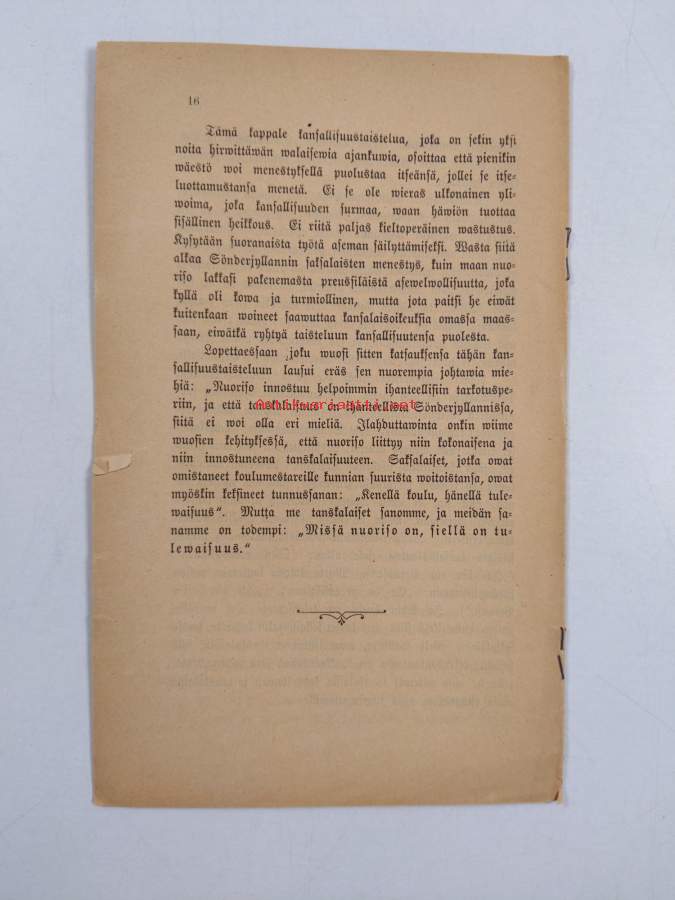 16
Tämä kappale kansallisuustaistelua, joka on sekin yksi
noita hirwittäwän walaisewia ajankuwia, osoittaa että pienikin
wäestö woi menestyksellä puolustaa itseänsä, jollei se itse-
luottamustansa menetä. Ei se ole wieras ulkonainen yli-
woima, joka kansallisuuden surmaa, waan häwiön tuottaa
sisällinen heikkous. Ei riitä paljas kieltoperäinen wastustus.
Kysytään suoranaista työtä aseman säilyttämiseksi. Wasta siitä
alkaa Sönderjyllannin saksalaisten menestys, kuin maan nuo-
riso lakkasi pakenemasta preussiläistä asewelwollisuutta, joka
kyllä oli kowa ja turmiollinen, mutta jota paitsi he eiwät
kuitenkaan woineet saawuttaa kansalaisoikeuksia omassa maas-
saan, eiwätkä ryhtyä taisteluun kansallisuutensa puolesta.
Lopettaessaan joku wuosi sitten katsauksensa tähän kan-
sallisuustaisteluun lausui eräs sen nuorempia johtawia mie-
hiä: „Nuoriso innostuu helpoimmin ihanteellisiin tarkotuspe-
riin, ja että tanskalaisuus on ihanteellista Sönderjyllannissa,
Antikvariaatti.net
siitä ei woi olla eri mieliä. Ilahduttawinta onkin wiime
wuosien kehityksessä, että nuoriso liittyy niin kokonaisena ja
niin innostuneena tanskalaisuuteen. Saksalaiset, jotka owat
omistaneet koulumestareille kunnian suurista woitoistansa, owat
myöskin keksineet tunnussanan: „Kenellä koulu, hänellä tule-
waisuus“. Mutta me tanskalaiset sanomme, ja meidän sa-
namme on todempi: „Missä nuoriso on, siellä on tu-
lewaisuus.“